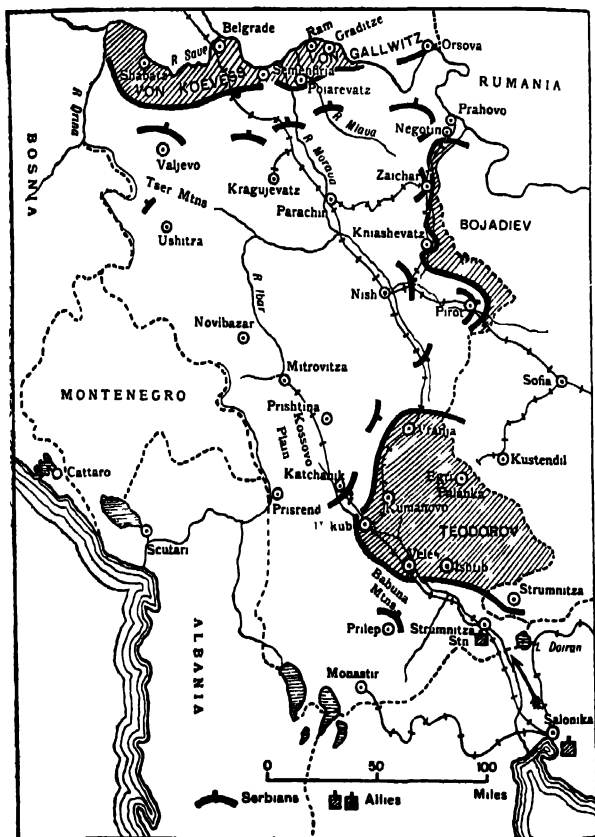 Belgrade
Ram
Graditze
R Save
VON GALLWITZ
Orsova
Shabatz
VON KOEVESS
Semendria
Pojarevatz
RUMANIA
R Drina
R Mlava
Prahovo
Negotin
BOSNIA
Valjevo
R Morava
Kragujevatz
Zaichar
Tser Mtns
Parachin
BOJADIEV
Ushitra
Kniashevatz
R Ibar
Nish
Pirot
Novibazar
Mitrovitza
Sofia
MONTENEGRO
Prishtina
Kossovo
Plain
Vranja
Kustendil
Cattaro
Katchanik
Egri
Palanka
Prisrend
Kumanovo
kub
TEODOROV
Scutari
Veles
Ishtib
Babuna
Mtns
Strumnitza
ALBANIA
Prilep
Strumnitza
Stn
L. Doiran
Monastir
Salonika
0
50
100
Miles
Serbians
Allies